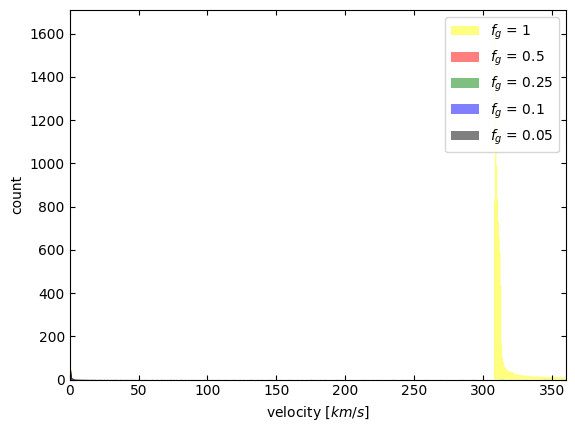 1600
1400
1200
1000
800
600
400
200
0
count
0 50 100 150 200 250 300 350
velocity [km/s]
f_g = 1
f_g = 0.5
f_g = 0.25
f_g = 0.1
f_g = 0.05